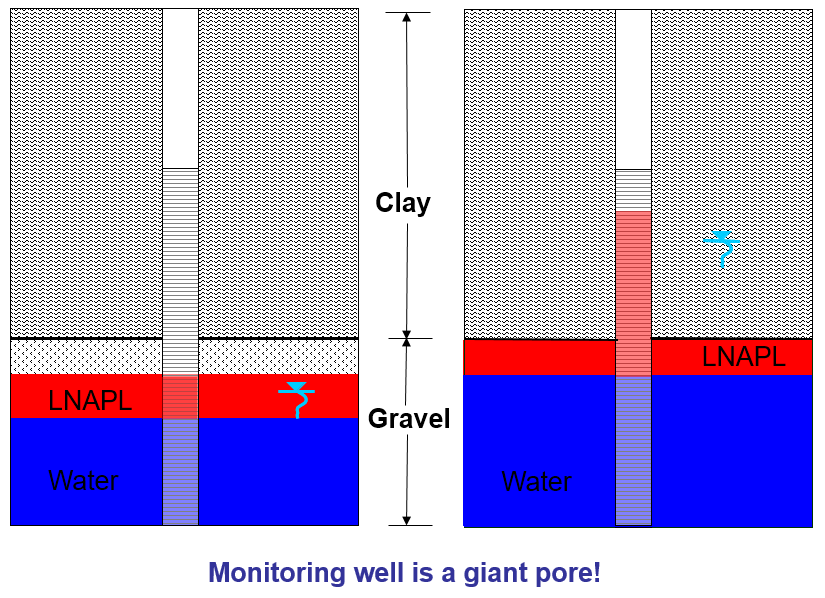 Clay
LNAPL
LNAPL
Gravel
Water
Water
Monitoring well is a giant pore!